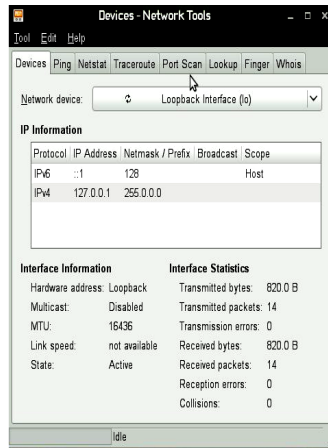 Devices - Network Tools
Tool Edit Help
Devices Ping Netstat Traceroute Port Scan Lookup Finger Whois
Network device: Loopback Interface (lo)
IP Information
Protocol IP Address Netmask / Prefix Broadcast Scope
IPv6 ::1 128 Host
IPv4 127.0.0.1 255.0.0.0
Interface Information Interface Statistics
Hardware address: Loopback Transmitted bytes: 820.0 B
Multicast: Disabled Transmitted packets: 14
MTU: 16436 Transmission errors: 0
Link speed: not available Received bytes: 820.0 B
State: Active Received packets: 14
Reception errors: 0
Collisions: 0
Idle